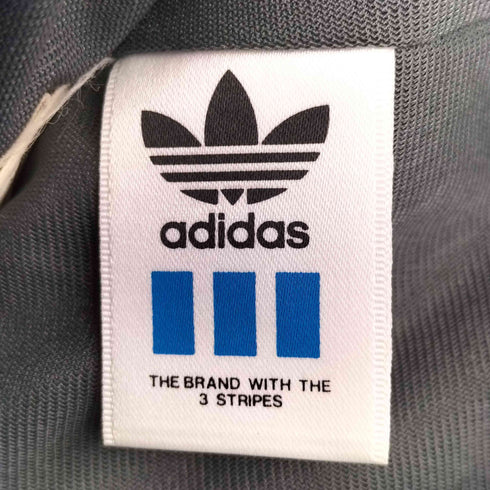 adidas
THE BRAND WITH THE
3 STRIPES